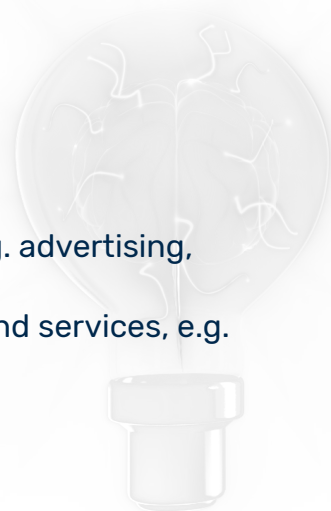 . advertising,
nd services, e.g.